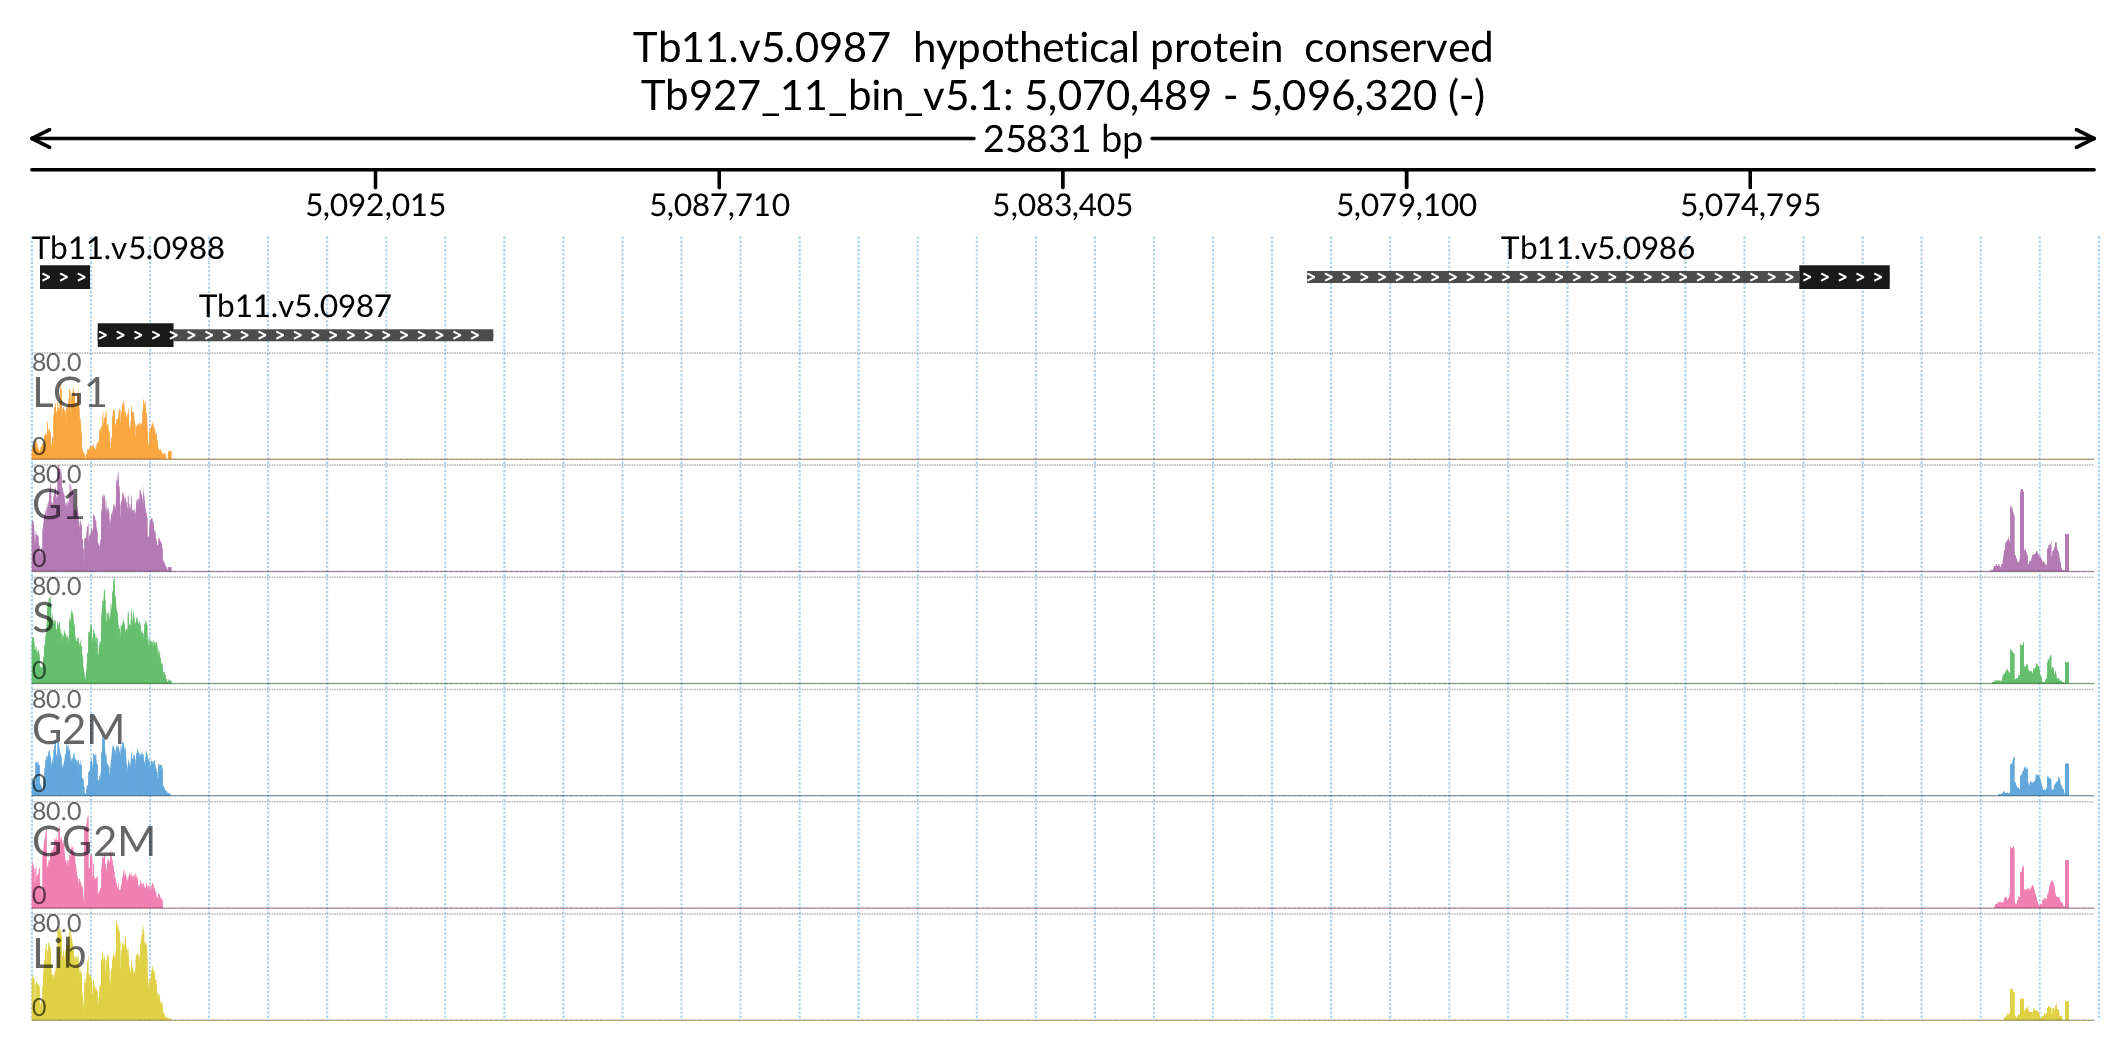 Tb11.v5.0987  hypothetical protein  conserved
Tb927_11_bin_v5.1: 5,070,489 - 5,096,320 (-)
25831 bp
5,092,015 5,087,710 5,083,405 5,079,100 5,074,795
Tb11.v5.0988 Tb11.v5.0986
Tb11.v5.0987
80.0
LG1
0
80.0
G1
0
80.0
S
0
80.0
G2M
0
80.0
GG2M
0
80.0
Lib
0